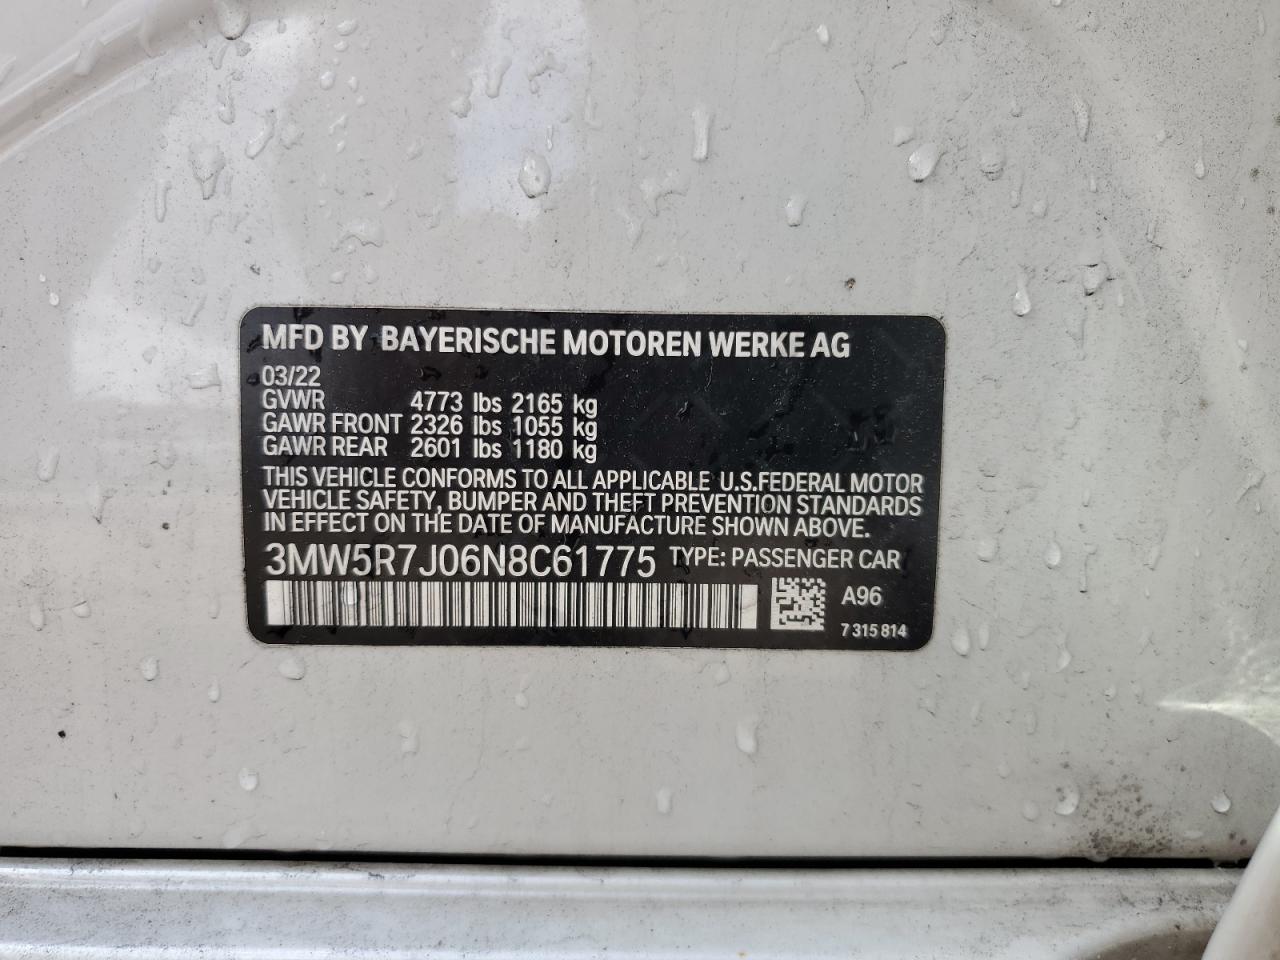 MFD BY BAYERISCHE MOTOREN WERKE AG
03/22
GVWR 4773 lbs 2165 kg
GAWR FRONT 2326 lbs 1055 kg
GAWR REAR 2601 lbs 1180 kg
THIS VEHICLE CONFORMS TO ALL APPLICABLE U.S.FEDERAL MOTOR
VEHICLE SAFETY, BUMPER AND THEFT PREVENTION STANDARDS
IN EFFECT ON THE DATE OF MANUFACTURE SHOWN ABOVE.
3MW5R7J06N8C61775 TYPE: PASSENGER CAR
A96
7 315 814